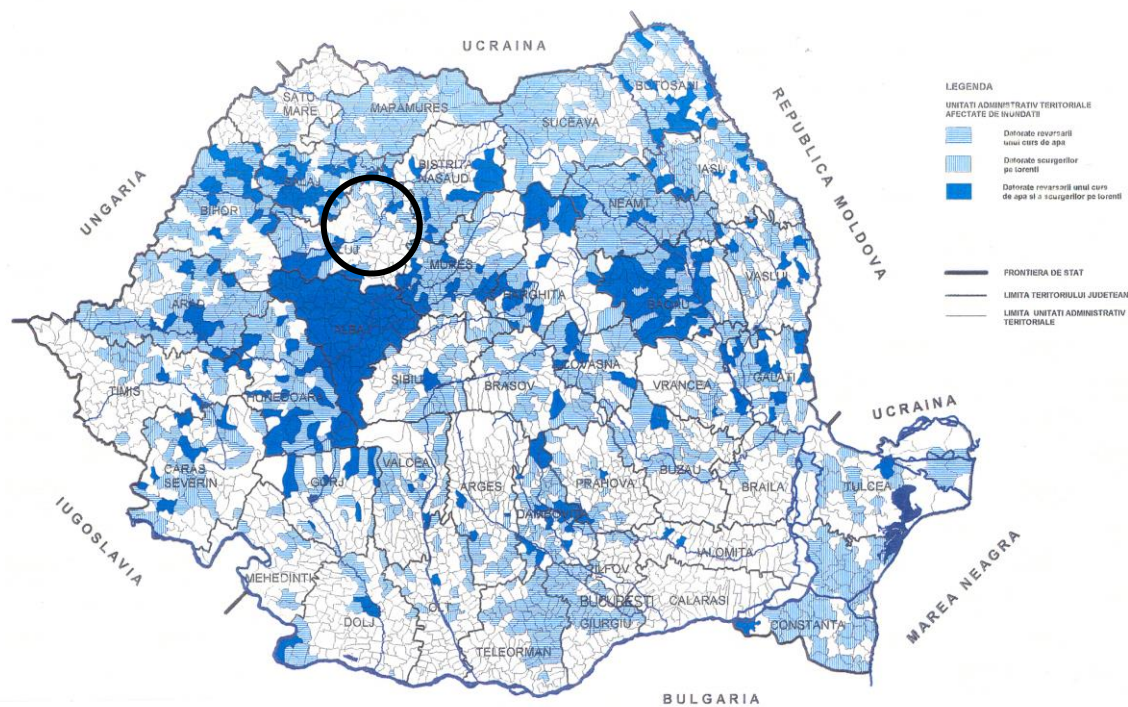 UCRAINA
SATU
MARE
MARAMURES
SUCEAVA
BOTOSANI
BISTRITA
NASAUD
IASI
UNGARIA
BIHOR
NEAMT
REPUBLICA MOLDOVA
MURES
HARGHITA
BACAU
VASLUI
ARAD
ALBA
TIMIS
HUNEDOARA
SIBIU
BRASOV
COVASNA
VRANCEA
GALATI
UCRAINA
CARAS
SEVERIN
GORJ
VALCEA
ARGES
PRAHOVA
BUZAU
BRAILA
TULCEA
IUGOSLAVIA
IALOMITA
MEHEDINTI
DOLJ
OLT
ILFOV
BUCURESTI
CALARASI
GIURGIU
TELEORMAN
CONSTANTA
MAREA NEAGRA
BULGARIA
LEGENDA
UNITATI ADMINISTRATIV TERITORIALE
AFECTATE DE INUNDATII
Datorate revarsarii
unui curs de apa
Datorate scurgerilor
pe torenti
Datorate revarsarii unui curs
de apa si a scurgerilor pe torenti
FRONTIERA DE STAT
LIMITA TERITORIULUI JUDETEAN
LIMITA UNITATI ADMINISTRATIV
TERITORIALE